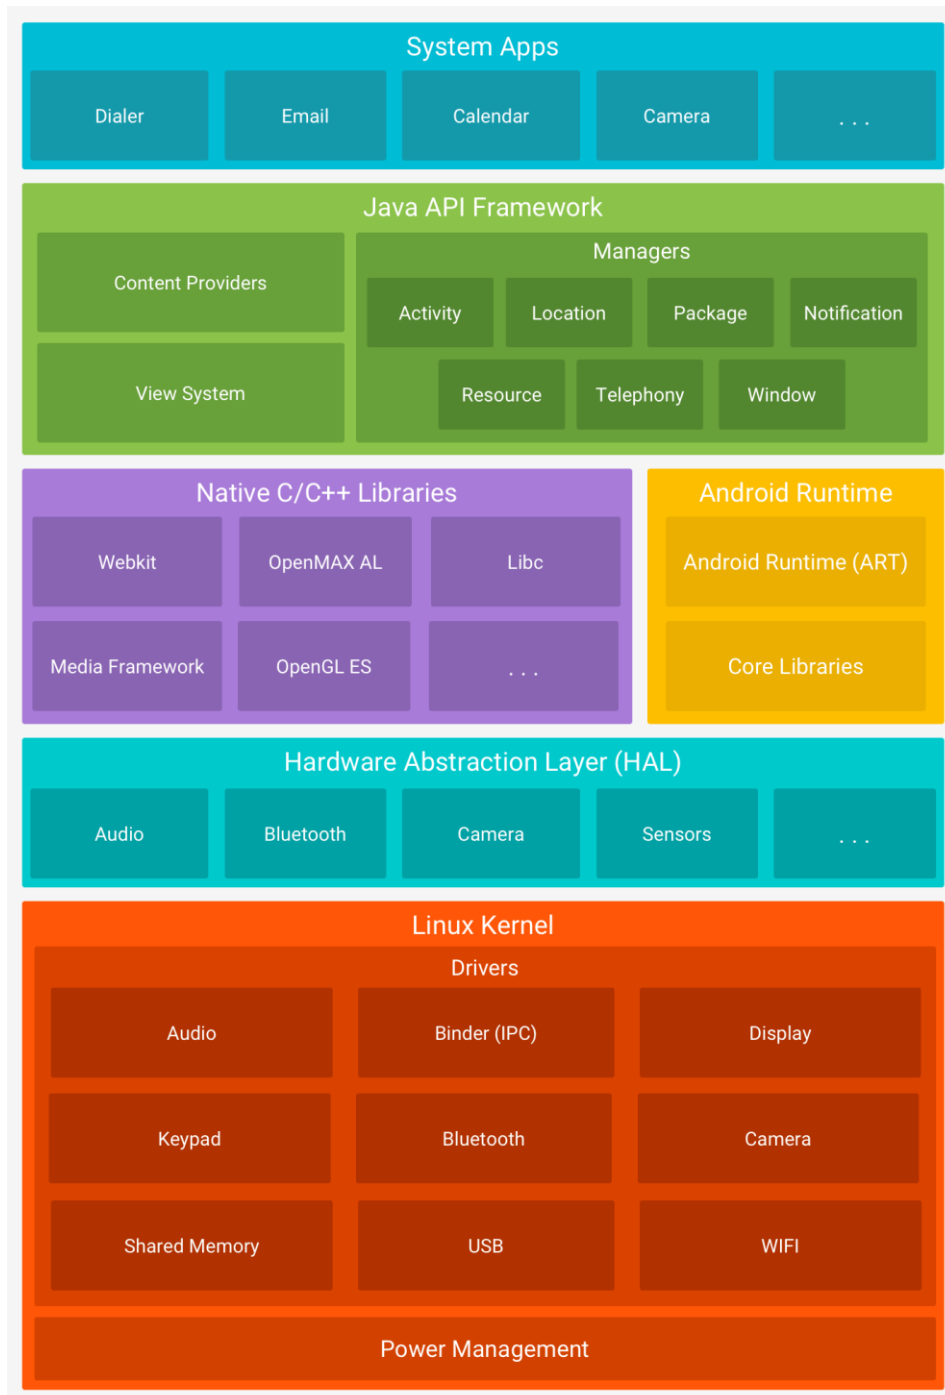 System Apps
Dialer
Email
Calendar
Camera
. . .
Java API Framework
Content Providers
View System
Managers
Activity
Location
Package
Notification
Resource
Telephony
Window
Native C/C++ Libraries
Webkit
OpenMAX AL
Libc
Media Framework
OpenGL ES
. . .
Android Runtime
Android Runtime (ART)
Core Libraries
Hardware Abstraction Layer (HAL)
Audio
Bluetooth
Camera
Sensors
. . .
Linux Kernel
Drivers
Audio
Binder (IPC)
Display
Keypad
Bluetooth
Camera
Shared Memory
USB
WIFI
Power Management